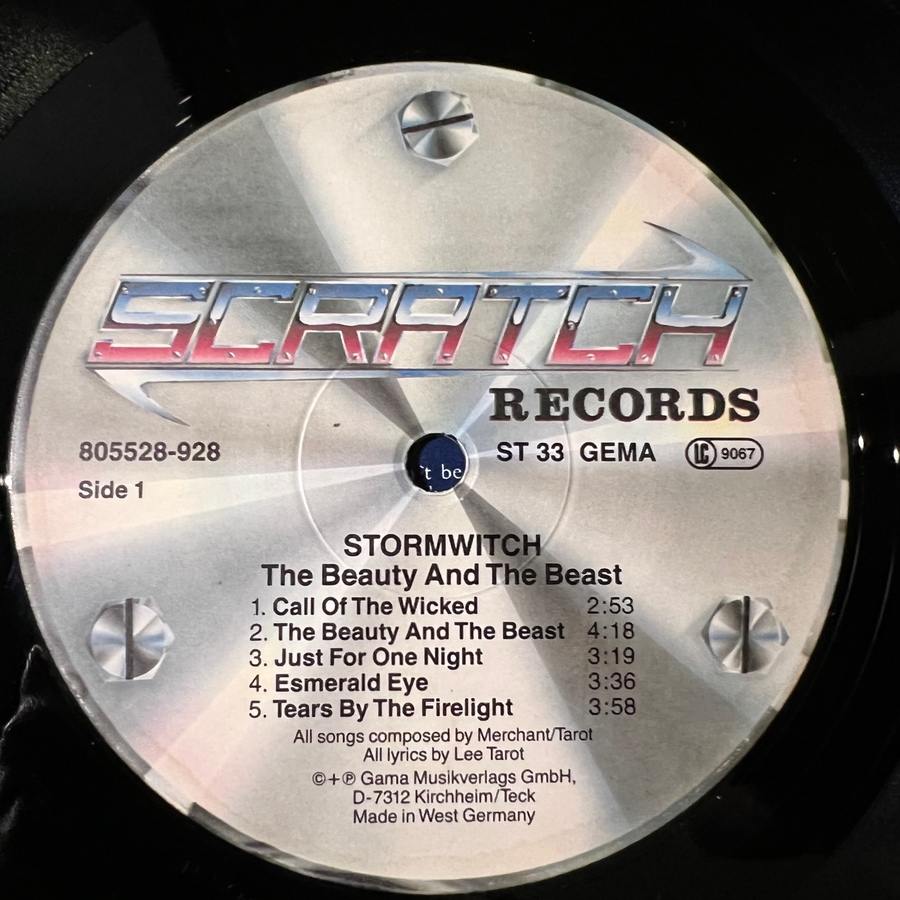 SCRATCH
RECORDS
805528-928
ST 33 GEMA LC 9067
Side 1
't be
STORMWITCH
The Beauty And The Beast
1. Call Of The Wicked 2:53
2. The Beauty And The Beast 4:18
3. Just For One Night 3:19
4. Esmerald Eye 3:36
5. Tears By The Firelight 3:58
All songs composed by Merchant/Tarot
All lyrics by Lee Tarot
©+℗ Gama Musikverlags GmbH,
D-7312 Kirchheim/Teck
Made in West Germany